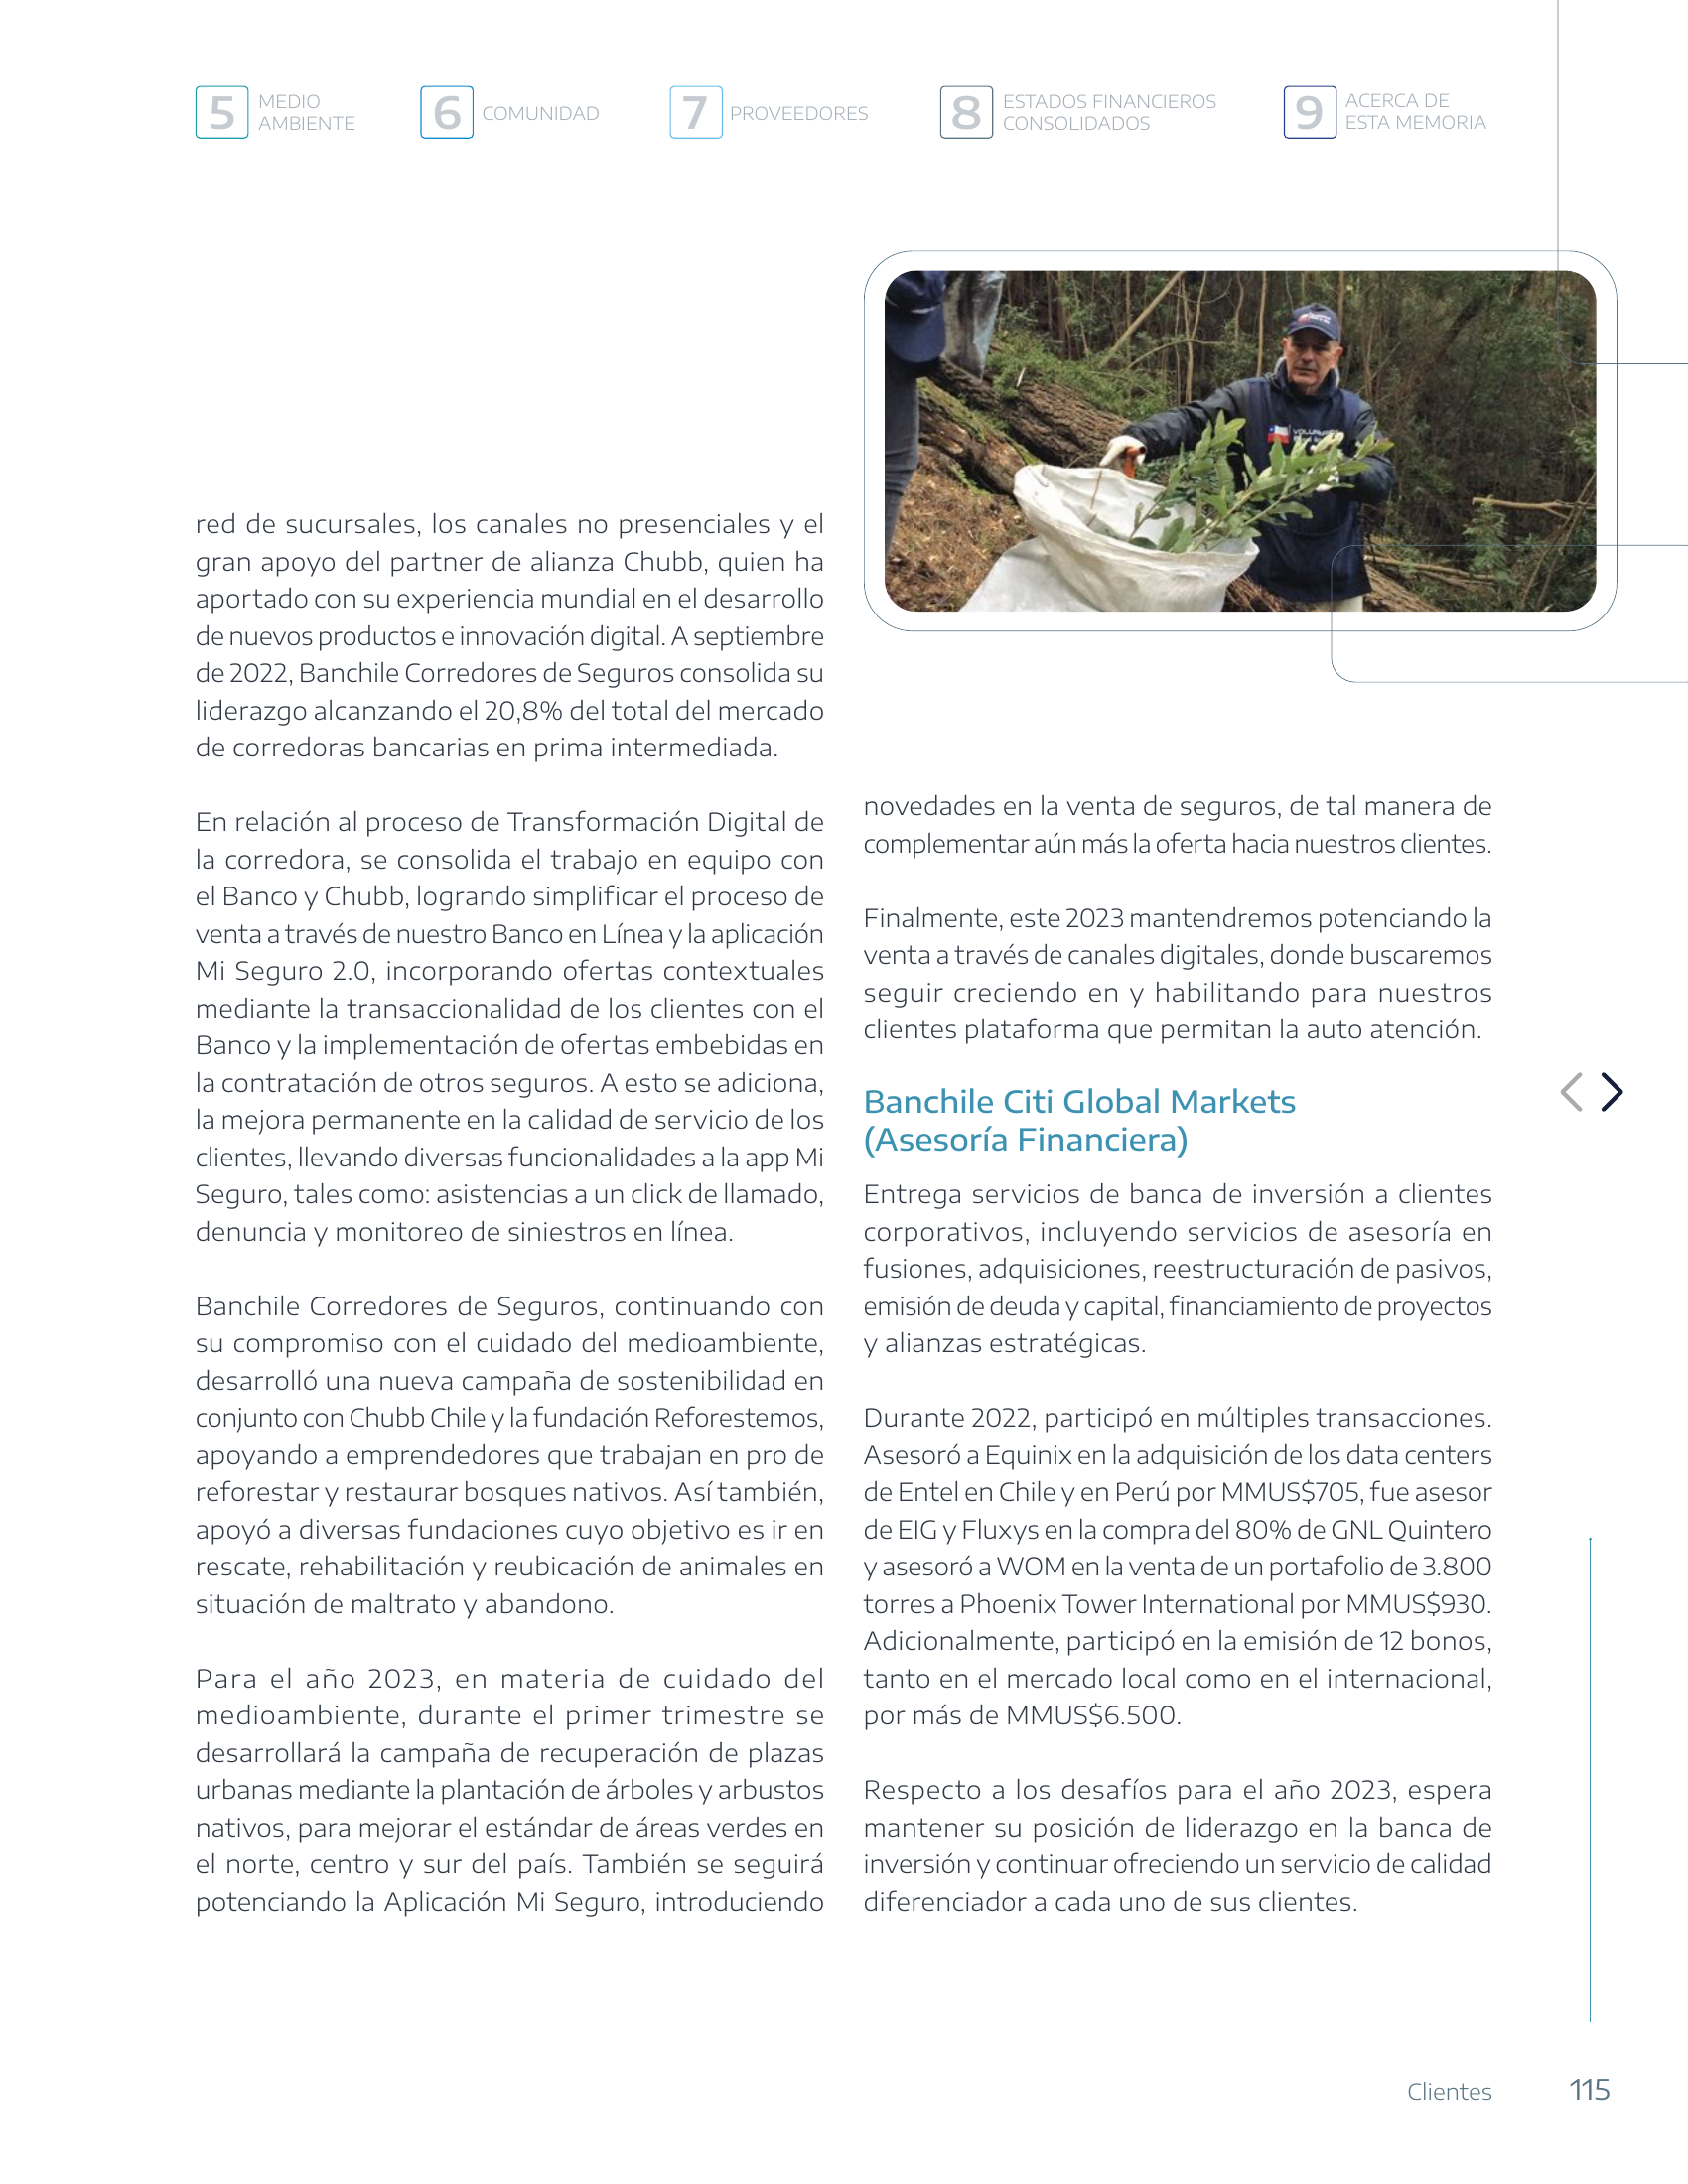 5 MEDIO AMBIENTE
6 COMUNIDAD
7 PROVEEDORES
8 ESTADOS FINANCIEROS CONSOLIDADOS
9 ACERCA DE ESTA MEMORIA
red de sucursales, los canales no presenciales y el
gran apoyo del partner de alianza Chubb, quien ha
aportado con su experiencia mundial en el desarrollo
de nuevos productos e innovación digital. A septiembre
de 2022, Banchile Corredores de Seguros consolida su
liderazgo alcanzando el 20,8% del total del mercado
de corredoras bancarias en prima intermediada.
En relación al proceso de Transformación Digital de
la corredora, se consolida el trabajo en equipo con
el Banco y Chubb, logrando simplificar el proceso de
venta a través de nuestro Banco en Línea y la aplicación
Mi Seguro 2.0, incorporando ofertas contextuales
mediante la transaccionalidad de los clientes con el
Banco y la implementación de ofertas embebidas en
la contratación de otros seguros. A esto se adiciona,
la mejora permanente en la calidad de servicio de los
clientes, llevando diversas funcionalidades a la app Mi
Seguro, tales como: asistencias a un click de llamado,
denuncia y monitoreo de siniestros en línea.
Banchile Corredores de Seguros, continuando con
su compromiso con el cuidado del medioambiente,
desarrolló una nueva campaña de sostenibilidad en
conjunto con Chubb Chile y la fundación Reforestemos,
apoyando a emprendedores que trabajan en pro de
reforestar y restaurar bosques nativos. Así también,
apoyó a diversas fundaciones cuyo objetivo es ir en
rescate, rehabilitación y reubicación de animales en
situación de maltrato y abandono.
Para el año 2023, en materia de cuidado del
medioambiente, durante el primer trimestre se
desarrollará la campaña de recuperación de plazas
urbanas mediante la plantación de árboles y arbustos
nativos, para mejorar el estándar de áreas verdes en
el norte, centro y sur del país. También se seguirá
potenciando la Aplicación Mi Seguro, introduciendo
novedades en la venta de seguros, de tal manera de
complementar aún más la oferta hacia nuestros clientes.
Finalmente, este 2023 mantendremos potenciando la
venta a través de canales digitales, donde buscaremos
seguir creciendo en y habilitando para nuestros
clientes plataforma que permitan la auto atención.
Banchile Citi Global Markets
(Asesoría Financiera)
Entrega servicios de banca de inversión a clientes
corporativos, incluyendo servicios de asesoría en
fusiones, adquisiciones, reestructuración de pasivos,
emisión de deuda y capital, financiamiento de proyectos
y alianzas estratégicas.
Durante 2022, participó en múltiples transacciones.
Asesoró a Equinix en la adquisición de los data centers
de Entel en Chile y en Perú por MMUS$705, fue asesor
de EIG y Fluxys en la compra del 80% de GNL Quintero
y asesoró a WOM en la venta de un portafolio de 3.800
torres a Phoenix Tower International por MMUS$930.
Adicionalmente, participó en la emisión de 12 bonos,
tanto en el mercado local como en el internacional,
por más de MMUS$6.500.
Respecto a los desafíos para el año 2023, espera
mantener su posición de liderazgo en la banca de
inversión y continuar ofreciendo un servicio de calidad
diferenciador a cada uno de sus clientes.
Clientes 115